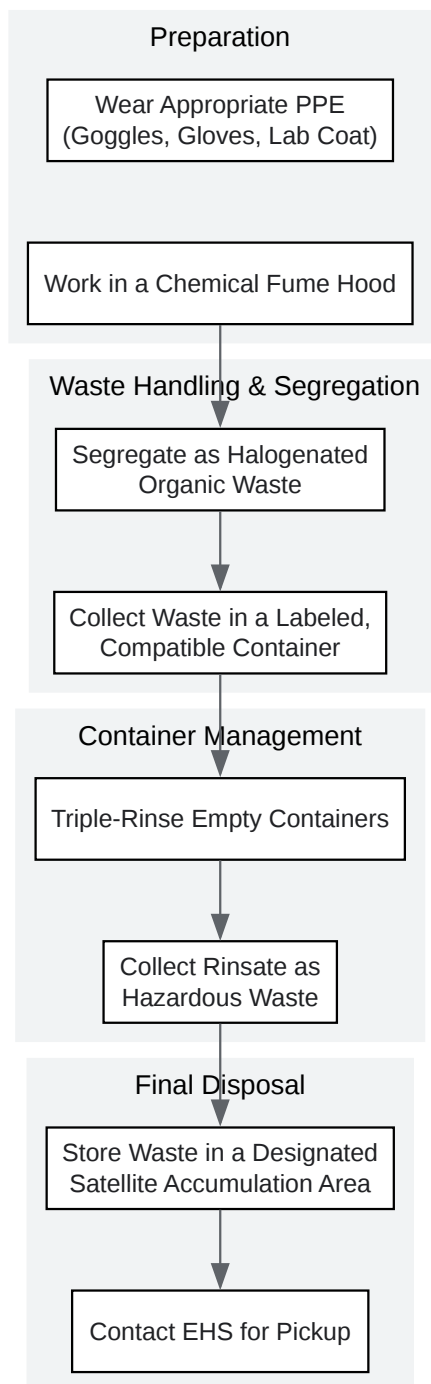 Preparation
Wear Appropriate PPE
(Goggles, Gloves, Lab Coat)
Work in a Chemical Fume Hood
Waste Handling & Segregation
Segregate as Halogenated
Organic Waste
Collect Waste in a Labeled,
Compatible Container
Container Management
Triple-Rinse Empty Containers
Collect Rinsate as
Hazardous Waste
Final Disposal
Store Waste in a Designated
Satellite Accumulation Area
Contact EHS for Pickup